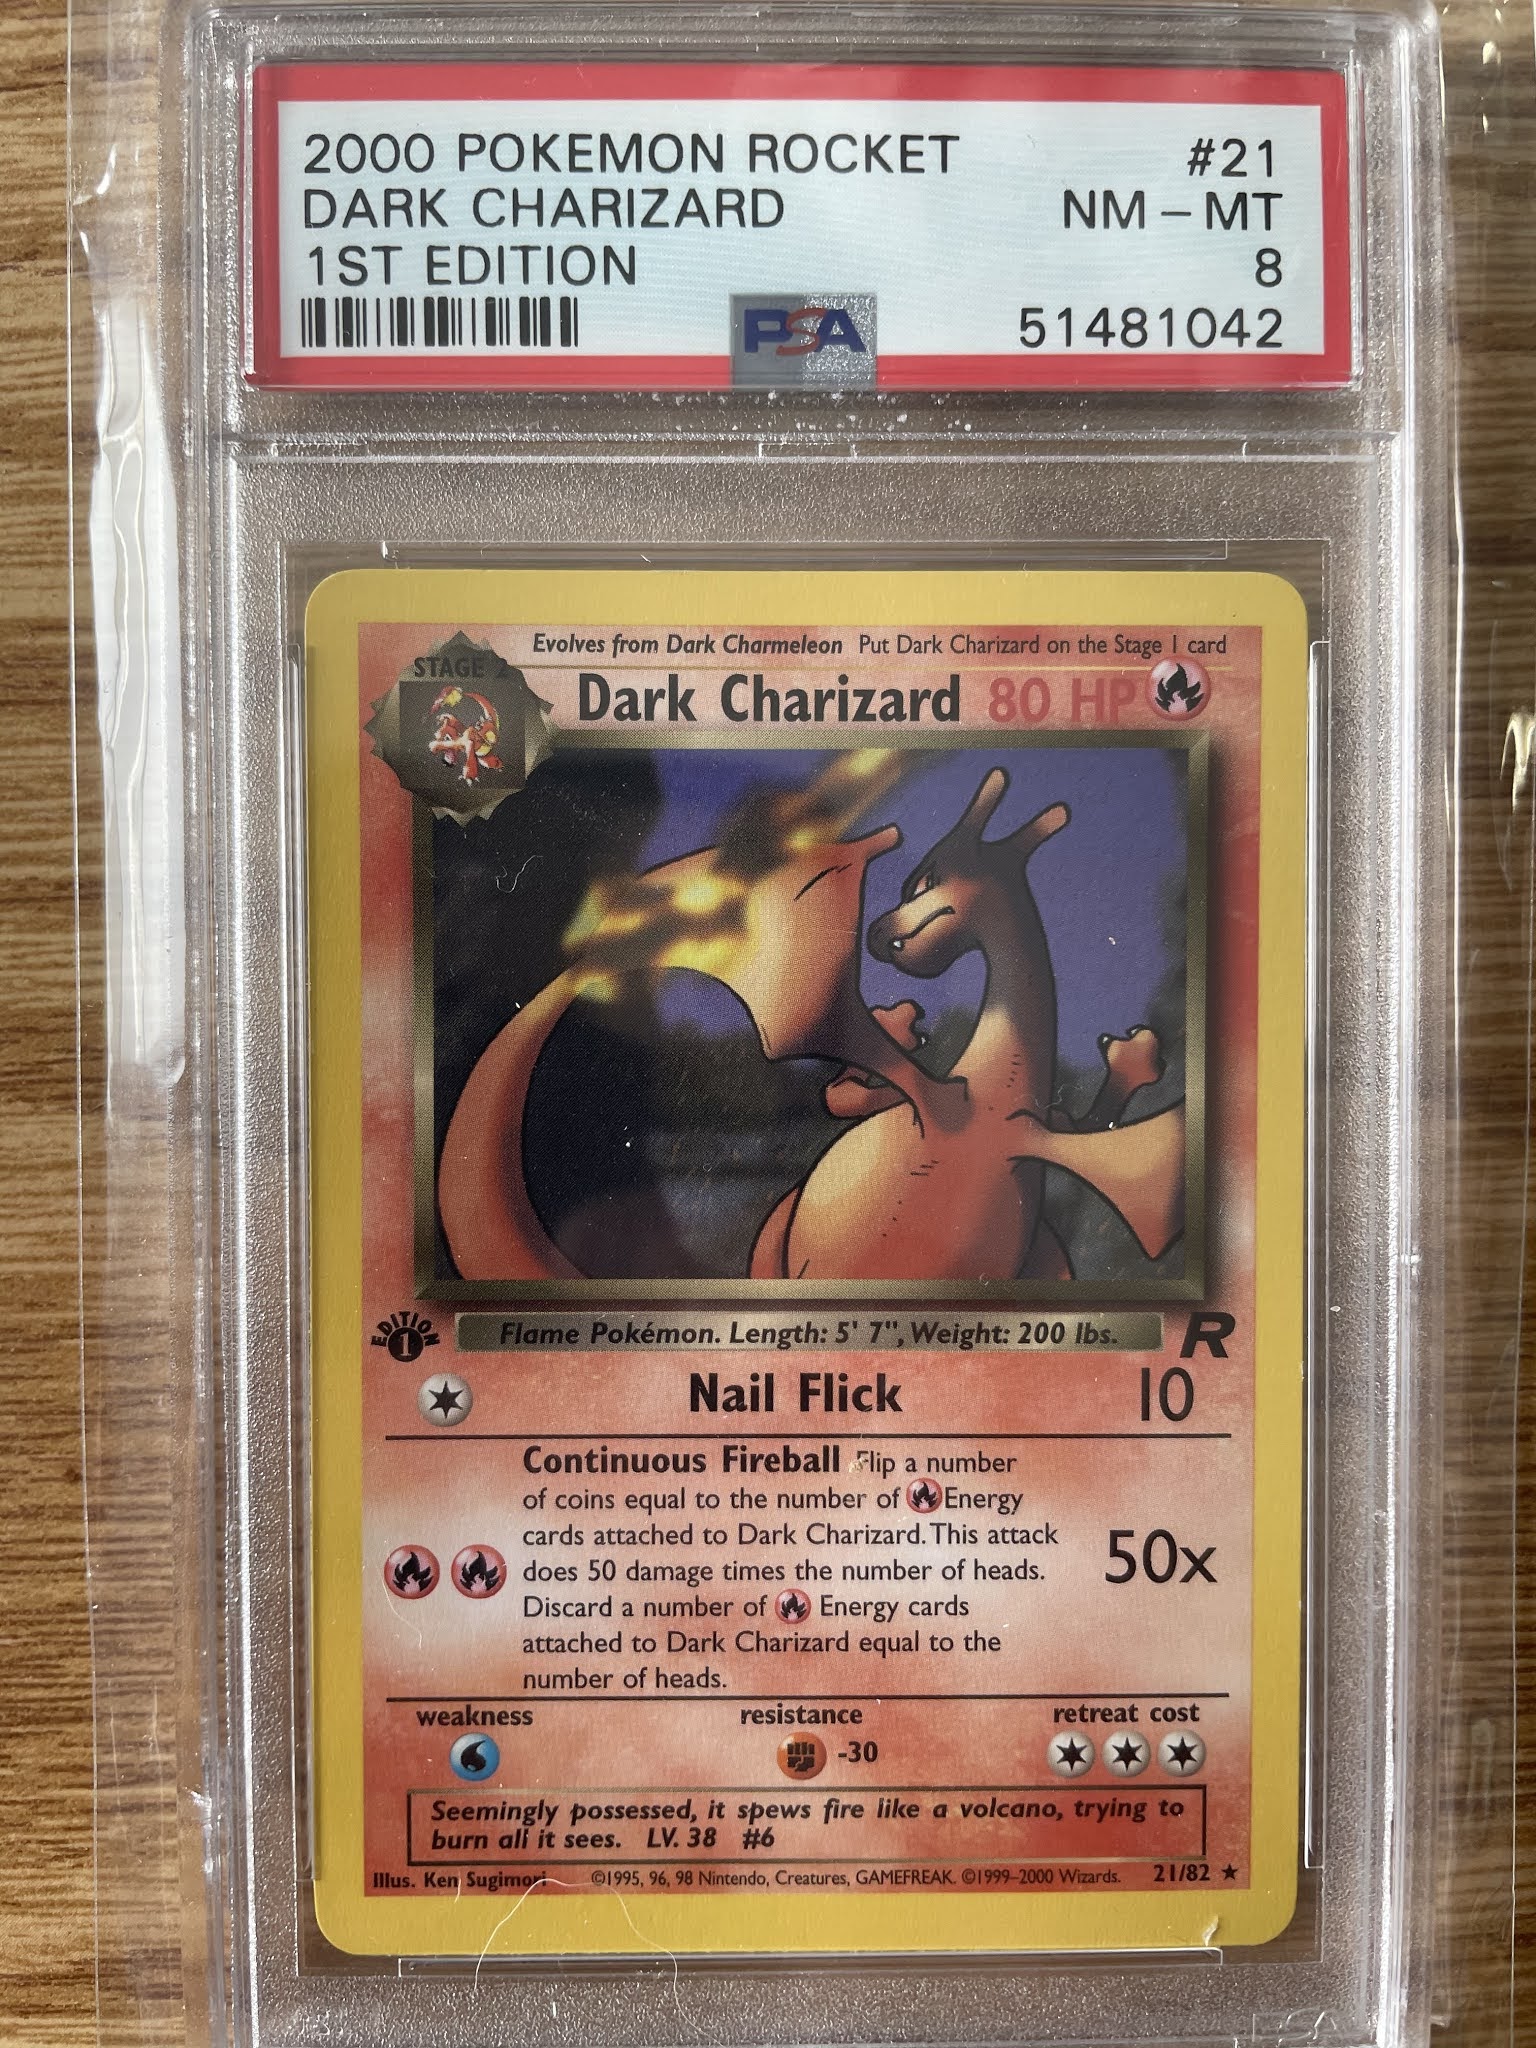 2000 POKEMON ROCKET #21
DARK CHARIZARD NM - MT
1ST EDITION 8
PSA 51481042
Evolves from Dark Charmeleon Put Dark Charizard on the Stage 1 card
STAGE 2
Dark Charizard 80 HP
EDITION 1
Flame Pokémon. Length: 5' 7", Weight: 200 lbs. R
Nail Flick 10
Continuous Fireball Flip a number
of coins equal to the number of Energy
cards attached to Dark Charizard. This attack
does 50 damage times the number of heads.
50x
Discard a number of Energy cards
attached to Dark Charizard equal to the
number of heads.
weakness resistance retreat cost
-30
Seemingly possessed, it spews fire like a volcano, trying to
burn all it sees. LV. 38 #6
Illus. Ken Sugimori ©1995, 96, 98 Nintendo, Creatures, GAMEFREAK. ©1999–2000 Wizards. 21/82 ★
PSA